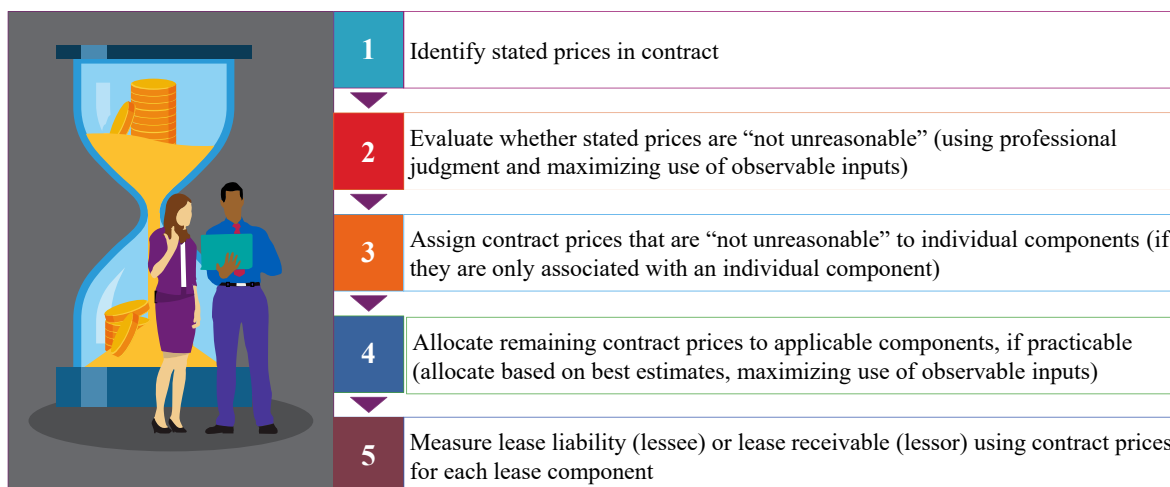 1
Identify stated prices in contract
2
Evaluate whether stated prices are “not unreasonable” (using professional
judgment and maximizing use of observable inputs)
3
Assign contract prices that are “not unreasonable” to individual components (if
they are only associated with an individual component)
4
Allocate remaining contract prices to applicable components, if practicable
(allocate based on best estimates, maximizing use of observable inputs)
5
Measure lease liability (lessee) or lease receivable (lessor) using contract prices
for each lease component